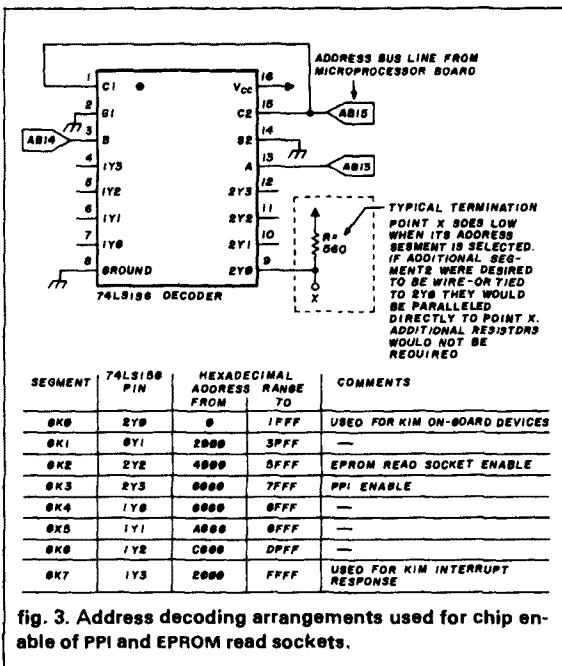 ADDRESS BUS LINE FROM
MICROPROCESSOR BOARD
1 C1
2 G1
3 B
4 1Y3
5 1Y2
6 1Y1
7 1Y0
8 GROUND
VCC 16
C2 15
G2 14
A 13
2Y3 12
2Y2 11
2Y1 10
2Y0 9
AB14
AB15
AB13
74LS156 DECODER
R=
560
X
TYPICAL TERMINATION
POINT X GOES LOW
WHEN ITS ADDRESS
SEGMENT IS SELECTED.
IF ADDITIONAL SEG-
MENTS WERE DESIRED
TO BE WIRE-OR TIED
TO 2Y0 THEY WOULD
BE PARALLELED
DIRECTLY TO POINT X.
ADDITIONAL RESISTORS
WOULD NOT BE
REQUIRED
SEGMENT 74LS156 PIN HEXADECIMAL ADDRESS RANGE FROM TO COMMENTS
8K0 2Y0 0 1FFF USED FOR KIM ON-BOARD DEVICES
8K1 2Y1 2000 3FFF —
8K2 2Y2 4000 5FFF EPROM READ SOCKET ENABLE
8K3 2Y3 6000 7FFF PPI ENABLE
8K4 1Y0 8000 9FFF —
8K5 1Y1 A000 BFFF —
8K6 1Y2 C000 DFFF —
8K7 1Y3 E000 FFFF USED FOR KIM INTERRUPT RESPONSE
fig. 3. Address decoding arrangements used for chip en-
able of PPI and EPROM read sockets.